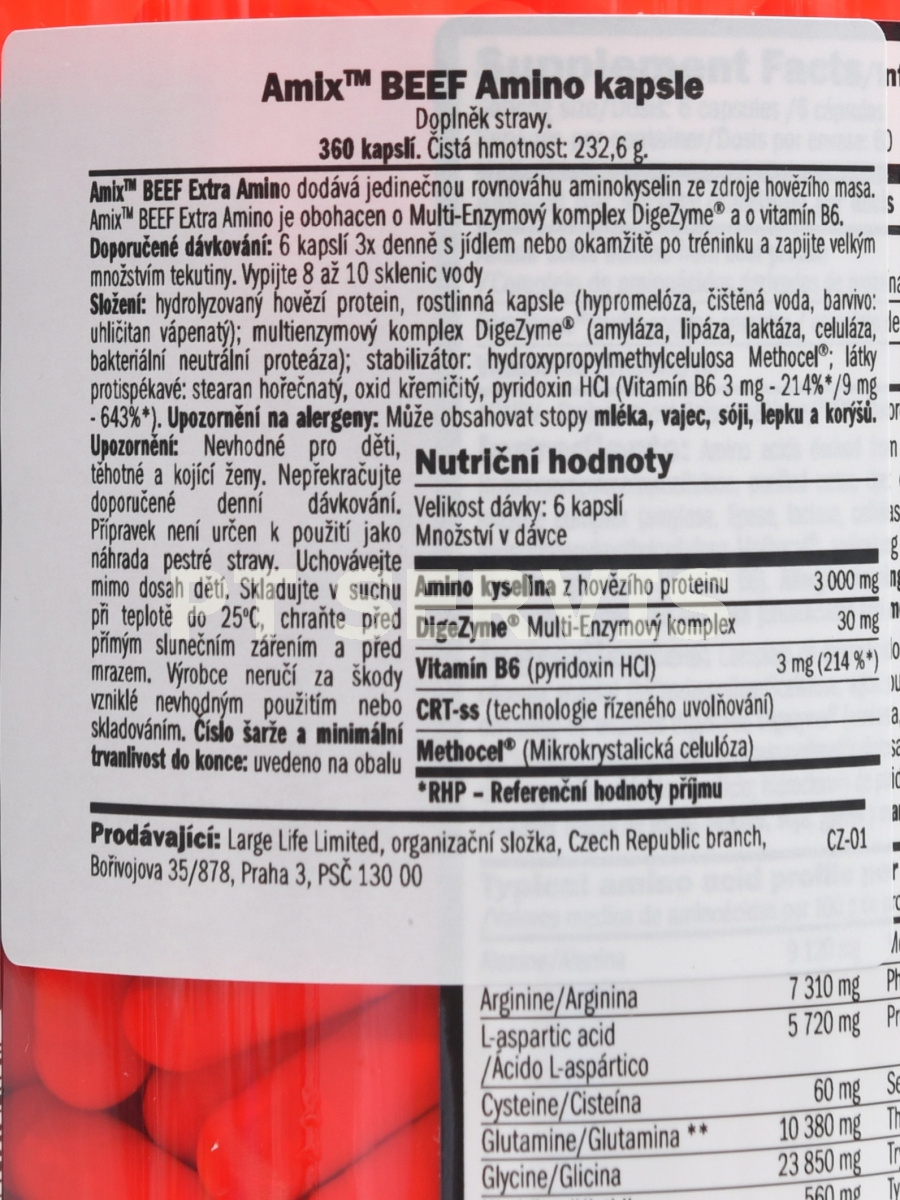 Amix™ BEEF Amino kapsle
Doplněk stravy.
360 kapslí. Čistá hmotnost: 232,6 g.
Amix™ BEEF Extra Amino dodává jedinečnou rovnováhu aminokyselin ze zdroje hovězího masa.
Amix™ BEEF Extra Amino je obohacen o Multi-Enzymový komplex DigeZyme® a o vitamín B6.
Doporučené dávkování: 6 kapslí 3x denně s jídlem nebo okamžitě po tréninku a zapijte velkým
množstvím tekutiny. Vypijte 8 až 10 sklenic vody
Složení: hydrolyzovaný hovězí protein, rostlinná kapsle (hypromelóza, čištěná voda, barvivo:
uhličitan vápenatý); multienzymový komplex DigeZyme® (amyláza, lipáza, laktáza, celuláza,
bakteriální neutrální proteáza); stabilizátor: hydroxypropylmethylcelulosa Methocel®; látky
protispékavé: stearan hořečnatý, oxid křemičitý, pyridoxin HCl (Vitamín B6 3 mg - 214%*/9 mg
- 643%*). Upozornění na alergeny: Může obsahovat stopy mléka, vajec, sóji, lepku a korýšů.
Upozornění: Nevhodné pro děti,
těhotné a kojící ženy. Nepřekračujte
doporučené denní dávkování.
Přípravek není určen k použití jako
náhrada pestré stravy. Uchovávejte
mimo dosah dětí. Skladujte v suchu
při teplotě do 25°C, chraňte před
přímým slunečním zářením a před
mrazem. Výrobce neručí za škody
vzniklé nevhodným použitím nebo
skladováním. Číslo šarže a minimální
trvanlivost do konce: uvedeno na obalu
Nutriční hodnoty
Velikost dávky: 6 kapslí
Množství v dávce
Amino kyselina z hovězího proteinu 3 000 mg
DigeZyme® Multi-Enzymový komplex 30 mg
Vitamín B6 (pyridoxin HCl) 3 mg (214 %*)
CRT-ss (technologie řízeného uvolňování)
Methocel® (Mikrokrystalická celulóza)
*RHP – Referenční hodnoty příjmu
Prodávající: Large Life Limited, organizační složka, Czech Republic branch, CZ-01
Bořivojova 35/878, Praha 3, PSČ 130 00
PT SERVIS
Arginine/Arginina 7 310 mg
L-aspartic acid 5 720 mg
/Ácido L-aspártico
Cysteine/Cisteína 60 mg
Glutamine/Glutamina ** 10 380 mg
Glycine/Glicina 23 850 mg
560 mg